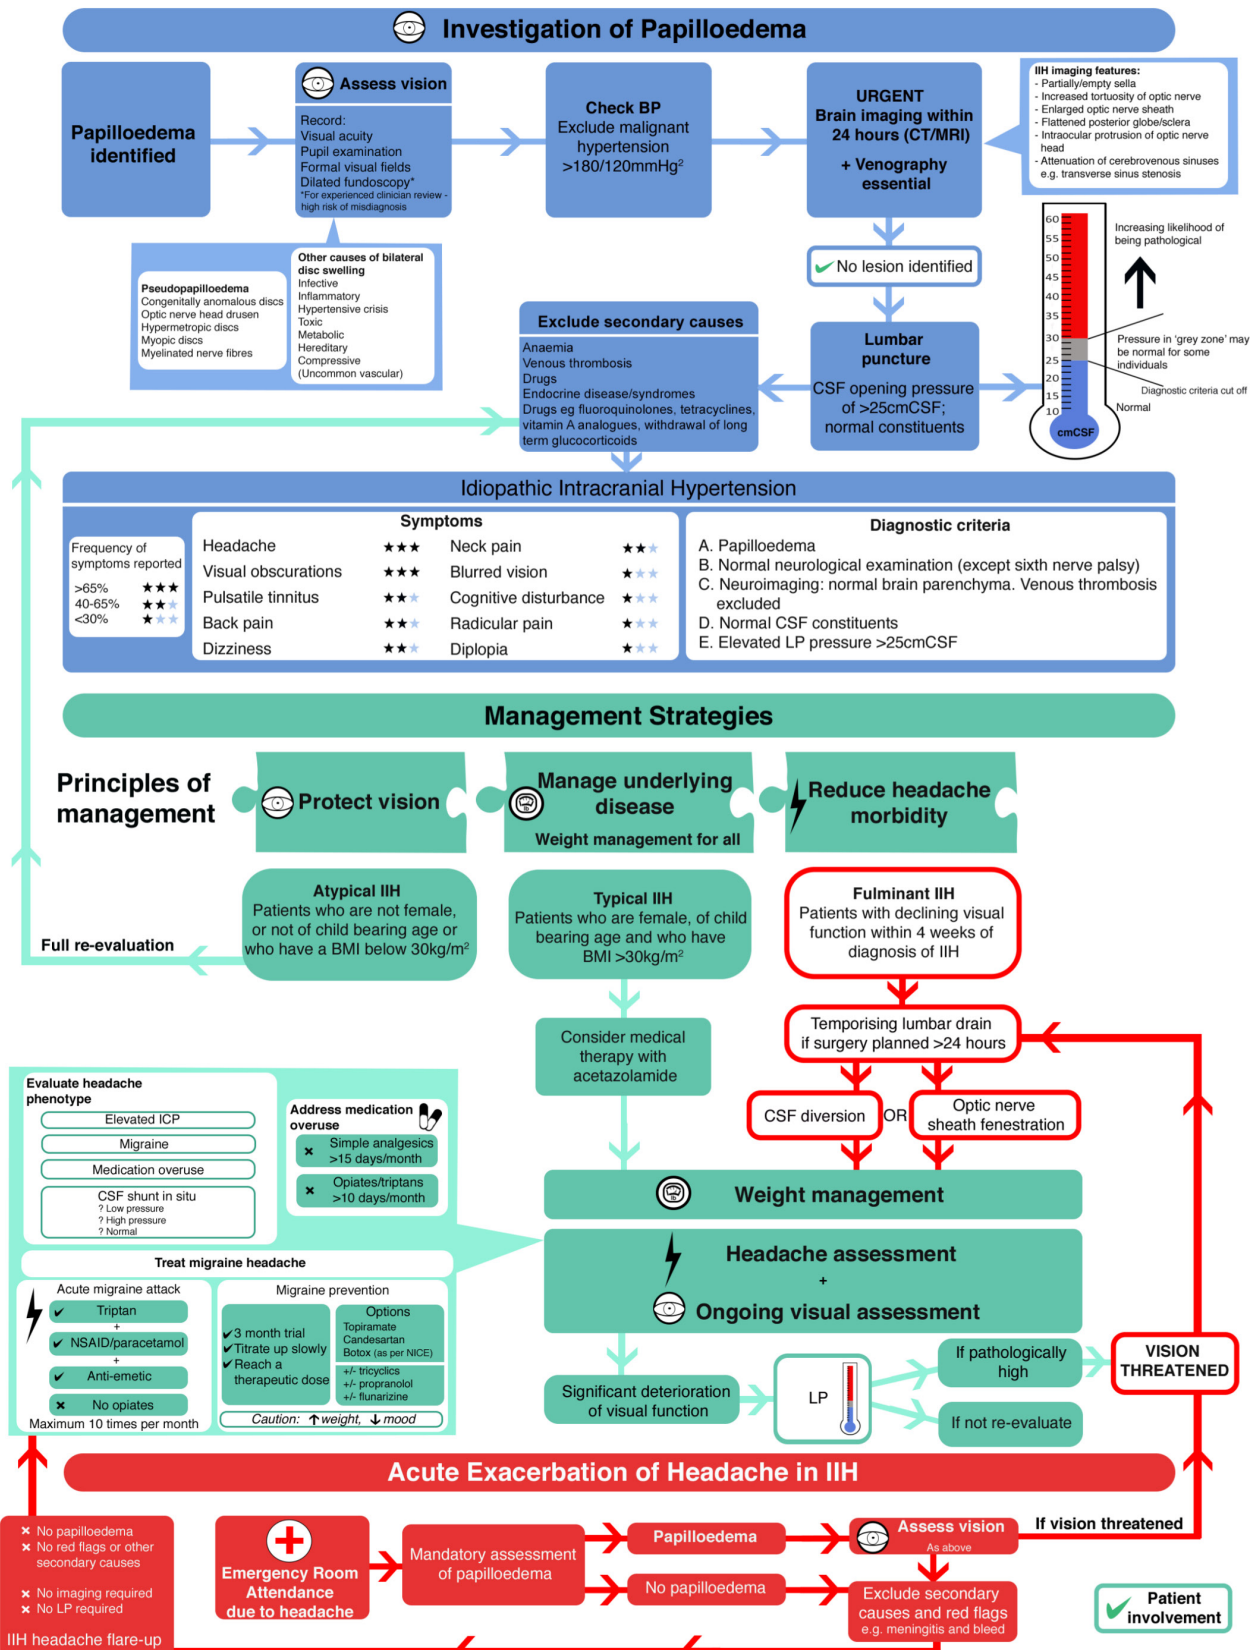 Investigation of Papilloedema
Papilloedema
identified
Assess vision
Record:
Visual acuity
Pupil examination
Formal visual fields
Dilated fundoscopy*
*For experienced clinician review -
high risk of misdiagnosis
Check BP
Exclude malignant
hypertension
>180/120mmHg²
URGENT
Brain imaging within
24 hours (CT/MRI)
+ Venography
essential
IIH imaging features:
- Partially/empty sella
- Increased tortuosity of optic nerve
- Enlarged optic nerve sheath
- Flattened posterior globe/sclera
- Intraocular protrusion of optic nerve
head
- Attenuation of cerebrovenous sinuses
e.g. transverse sinus stenosis
Pseudopapilloedema
Congenitally anomalous discs
Optic nerve head drusen
Hypermetropic discs
Myopic discs
Myelinated nerve fibres
Other causes of bilateral
disc swelling
Infective
Inflammatory
Hypertensive crisis
Toxic
Metabolic
Hereditary
Compressive
(Uncommon vascular)
No lesion identified
Exclude secondary causes
Anaemia
Venous thrombosis
Drugs
Endocrine disease/syndromes
Drugs eg fluoroquinolones, tetracyclines,
vitamin A analogues, withdrawal of long
term glucocorticoids
Lumbar
puncture
CSF opening pressure
of >25cmCSF;
normal constituents
60
55
50
45
40
35
30
25
20
15
10
cmCSF
Increasing likelihood of
being pathological
Pressure in 'grey zone' may
be normal for some
individuals
Diagnostic criteria cut off
Normal
Idiopathic Intracranial Hypertension
Frequency of
symptoms reported
>65% ★★★
40-65% ★★★
<30% ★★★
Symptoms
Headache ★★★ Neck pain ★★★
Visual obscurations ★★★ Blurred vision ★★★
Pulsatile tinnitus ★★★ Cognitive disturbance ★★★
Back pain ★★★ Radicular pain ★★★
Dizziness ★★★ Diplopia ★★★
Diagnostic criteria
A. Papilloedema
B. Normal neurological examination (except sixth nerve palsy)
C. Neuroimaging: normal brain parenchyma. Venous thrombosis
excluded
D. Normal CSF constituents
E. Elevated LP pressure >25cmCSF
Management Strategies
Principles of
management
Protect vision
Manage underlying
disease
Weight management for all
Reduce headache
morbidity
Atypical IIH
Patients who are not female,
or not of child bearing age or
who have a BMI below 30kg/m²
Full re-evaluation
Typical IIH
Patients who are female, of child
bearing age and who have
BMI >30kg/m²
Fulminant IIH
Patients with declining visual
function within 4 weeks of
diagnosis of IIH
Consider medical
therapy with
acetazolamide
Temporising lumbar drain
if surgery planned >24 hours
CSF diversion
OR
Optic nerve
sheath fenestration
Evaluate headache
phenotype
Elevated ICP
Migraine
Medication overuse
CSF shunt in situ
? Low pressure
? High pressure
? Normal
Address medication
overuse
Simple analgesics
>15 days/month
Opiates/triptans
>10 days/month
Treat migraine headache
Acute migraine attack
Triptan
+
NSAID/paracetamol
+
Anti-emetic
No opiates
Maximum 10 times per month
Migraine prevention
3 month trial
Titrate up slowly
Reach a
therapeutic dose
Options
Topiramate
Candesartan
Botox (as per NICE)
+/- tricyclics
+/- propranolol
+/- flunarizine
Caution: ↑weight, ↓mood
Weight management
Headache assessment
+
Ongoing visual assessment
Significant deterioration
of visual function
LP
If pathologically
high
If not re-evaluate
VISION
THREATENED
Acute Exacerbation of Headache in IIH
No papilloedema
No red flags or other
secondary causes
No imaging required
No LP required
IIH headache flare-up
Emergency Room
Attendance
due to headache
Mandatory assessment
of papilloedema
Papilloedema
No papilloedema
Assess vision
As above
If vision threatened
Exclude secondary
causes and red flags
e.g. meningitis and bleed
Patient
involvement